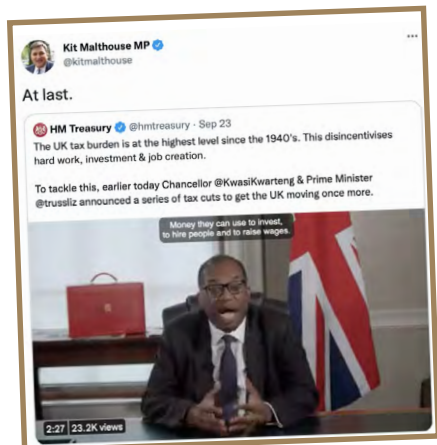 Kit Malthouse MP
@kitmalthouse
At last.
HM Treasury @hmtreasury · Sep 23
The UK tax burden is at the highest level since the 1940's. This disincentivises
hard work, investment & job creation.
To tackle this, earlier today Chancellor @KwasiKwarteng & Prime Minister
@trussliz announced a series of tax cuts to get the UK moving once more.
Money they can use to invest,
to hire people and to raise wages.
2:27 23.2K views